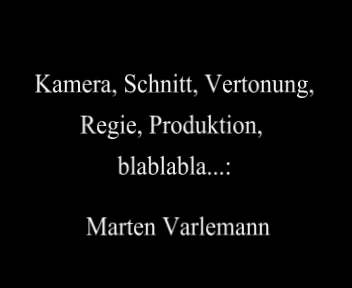 Kamera, Schnitt, Vertonung,
Regie, Produktion,
blablabla...:
Marten Varlemann